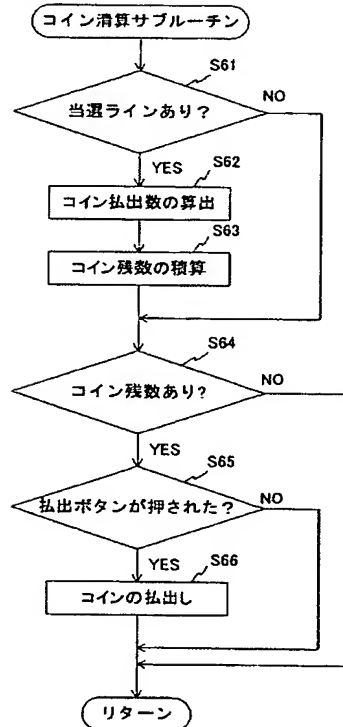 コイン清算サブルーチン
S61
当選ラインあり?
NO
YES
S62
コイン払出数の算出
S63
コイン残数の積算
S64
コイン残数あり?
NO
YES
S65
払出ボタンが押された?
NO
YES
S66
コインの払出し
リターン